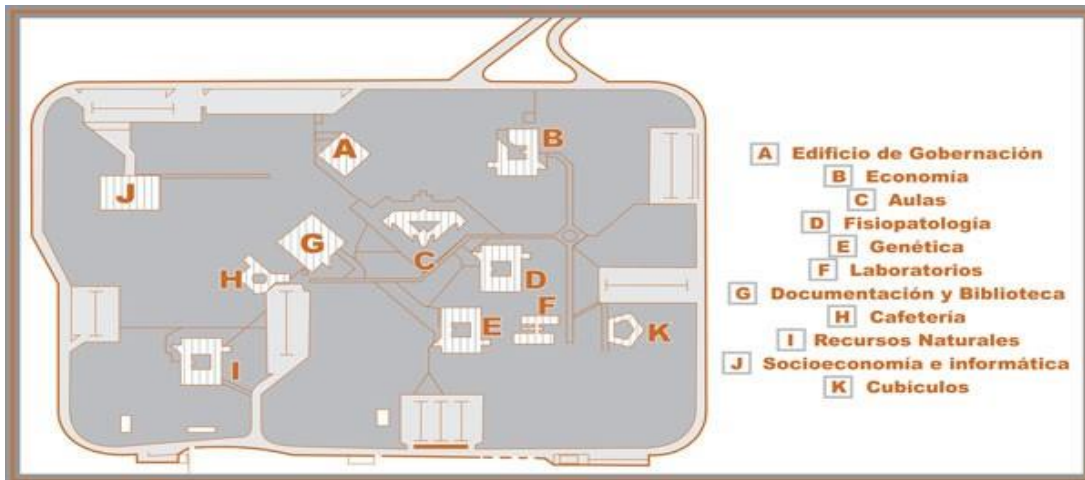 A
B
J
G
C
H
D
F
E
K
I
A Edificio de Gobernación
B Economía
C Aulas
D Fisiopatología
E Genética
F Laboratorios
G Documentación y Biblioteca
H Cafetería
I Recursos Naturales
J Socioeconomía e informática
K Cubículos